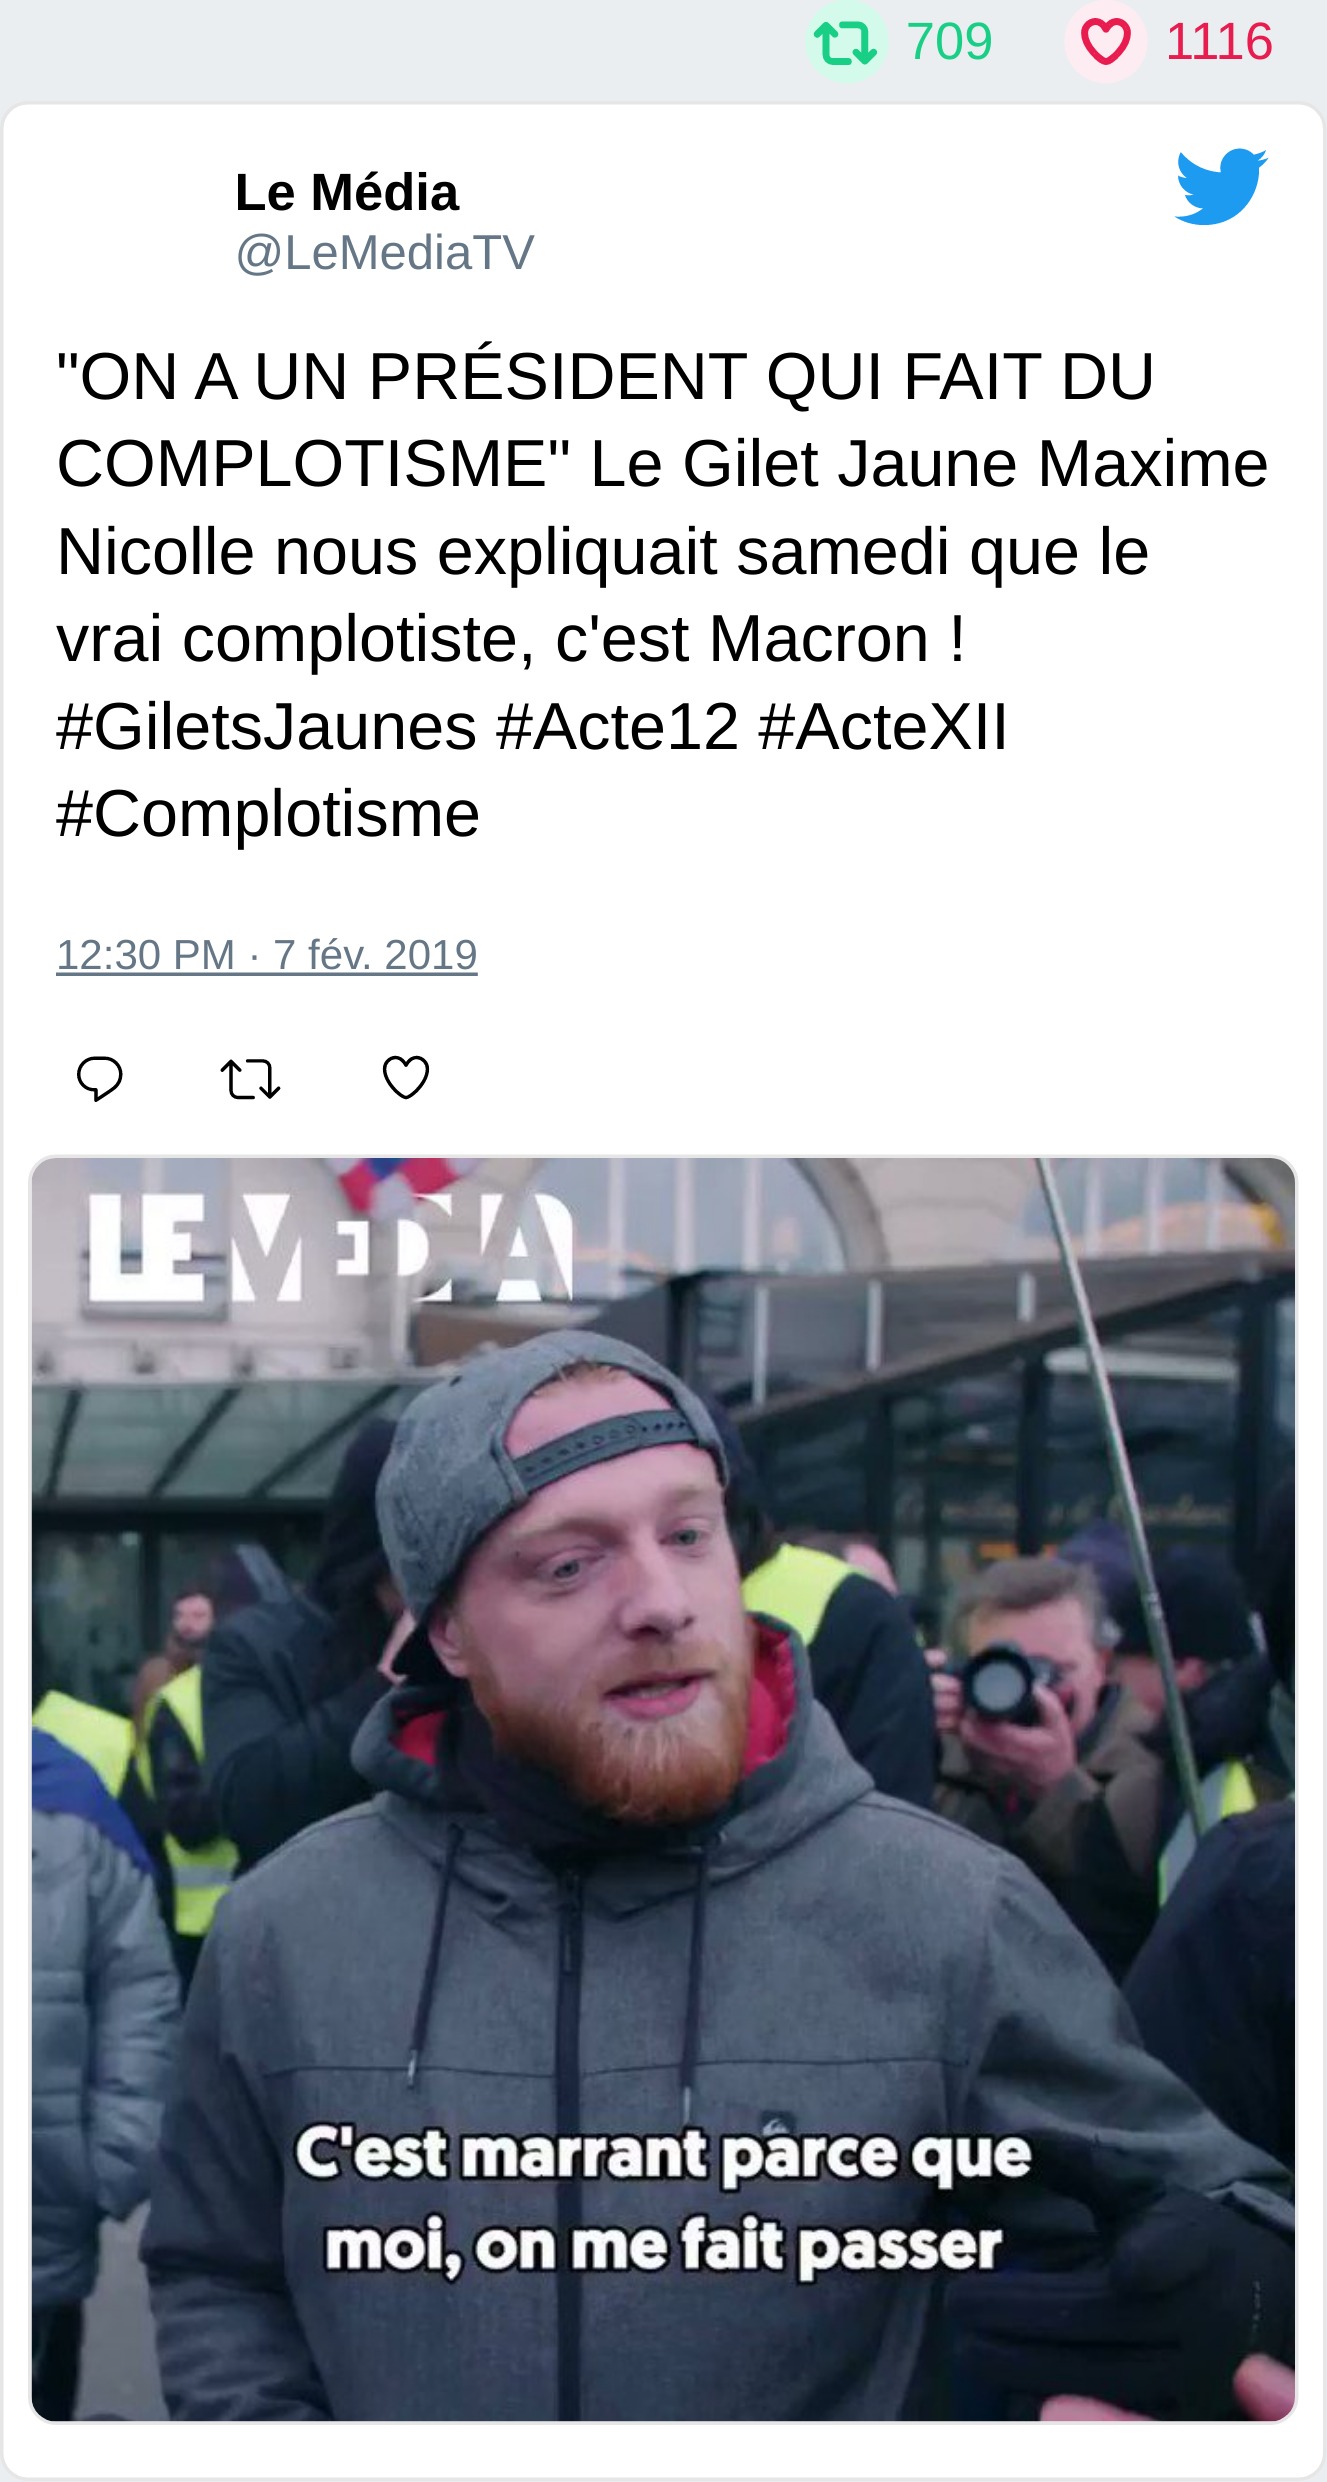 709 1116
Le Média
@LeMediaTV
"ON A UN PRÉSIDENT QUI FAIT DU
COMPLOTISME" Le Gilet Jaune Maxime
Nicolle nous expliquait samedi que le
vrai complotiste, c'est Macron !
#GiletsJaunes #Acte12 #ActeXII
#Complotisme
12:30 PM · 7 fév. 2019
LE MEDIA
C'est marrant parce que
moi, on me fait passer